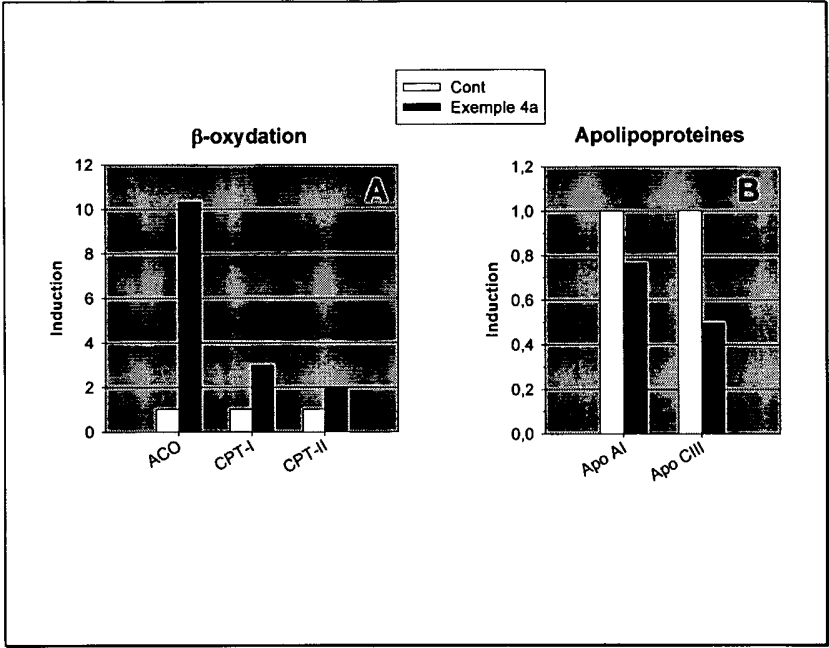 Cont
Exemple 4a
β-oxydation
A
12
10
8
6
4
2
0
Induction
ACO
CPT-I
CPT-II
Apolipoproteines
B
1,2
1,0
0,8
0,6
0,4
0,2
0,0
Induction
Apo AI
Apo CIII